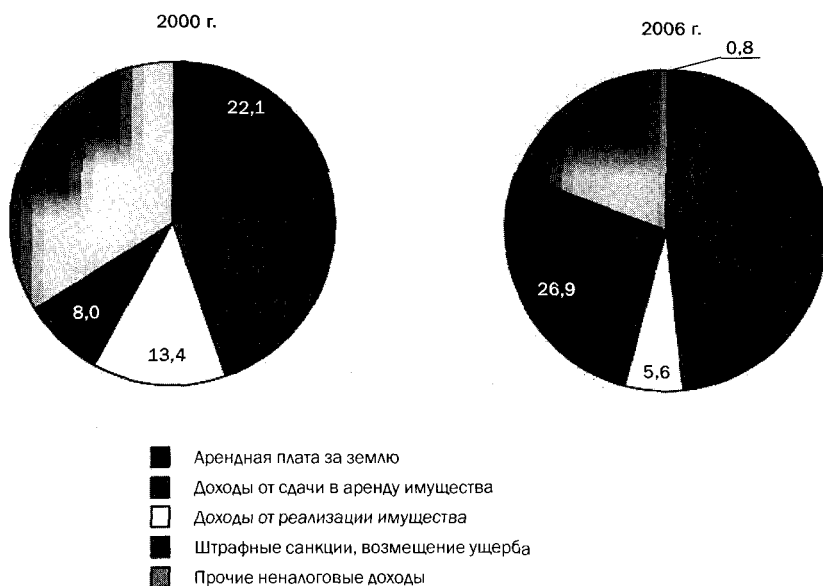 2000 г.
2006 г.
0,8
22,1
8,0
13,4
26,9
5,6
Арендная плата за землю
Доходы от сдачи в аренду имущества
Доходы от реализации имущества
Штрафные санкции, возмещение ущерба
Прочие неналоговые доходы